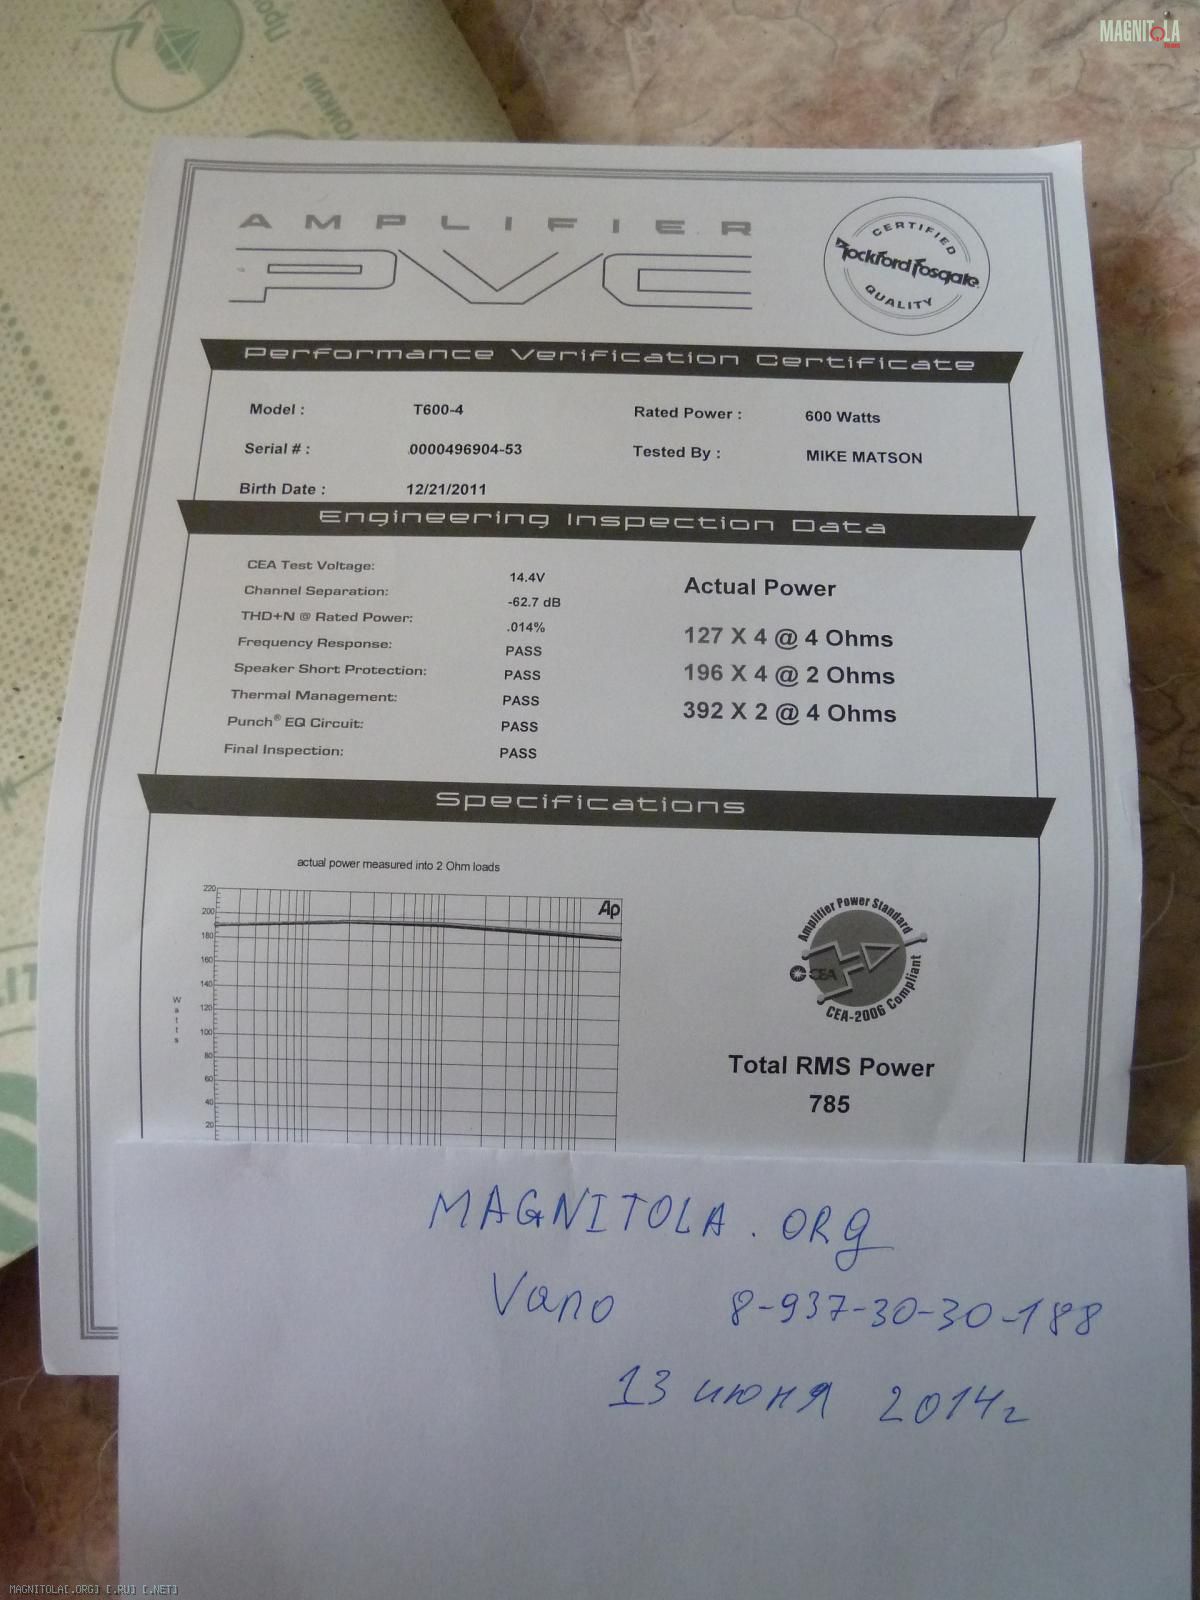 MAGNITOLA
team
AMPLIFIER
PVC
CERTIFIED
Rockford Fosgate
QUALITY
Performance Verification Certificate
Model : T600-4 Rated Power : 600 Watts
Serial # : 0000496904-53 Tested By : MIKE MATSON
Birth Date : 12/21/2011
Engineering Inspection Data
CEA Test Voltage: 14.4V
Channel Separation: -62.7 dB
THD+N @ Rated Power: .014%
Frequency Response: PASS
Speaker Short Protection: PASS
Thermal Management: PASS
Punch® EQ Circuit: PASS
Final Inspection: PASS
Actual Power
127 X 4 @ 4 Ohms
196 X 4 @ 2 Ohms
392 X 2 @ 4 Ohms
Specifications
actual power measured into 2 Ohm loads
Ap
220
200
180
160
140
120
100
80
60
40
20
Watts
Amplifier Power Standard
CEA
CEA-2006 Compliant
Total RMS Power
785
MAGNITOLA.ORG
Vano 8-937-30-30-188
13 июня 2014г
MAGNITOLA[.ORG] [.RU] [.NET]